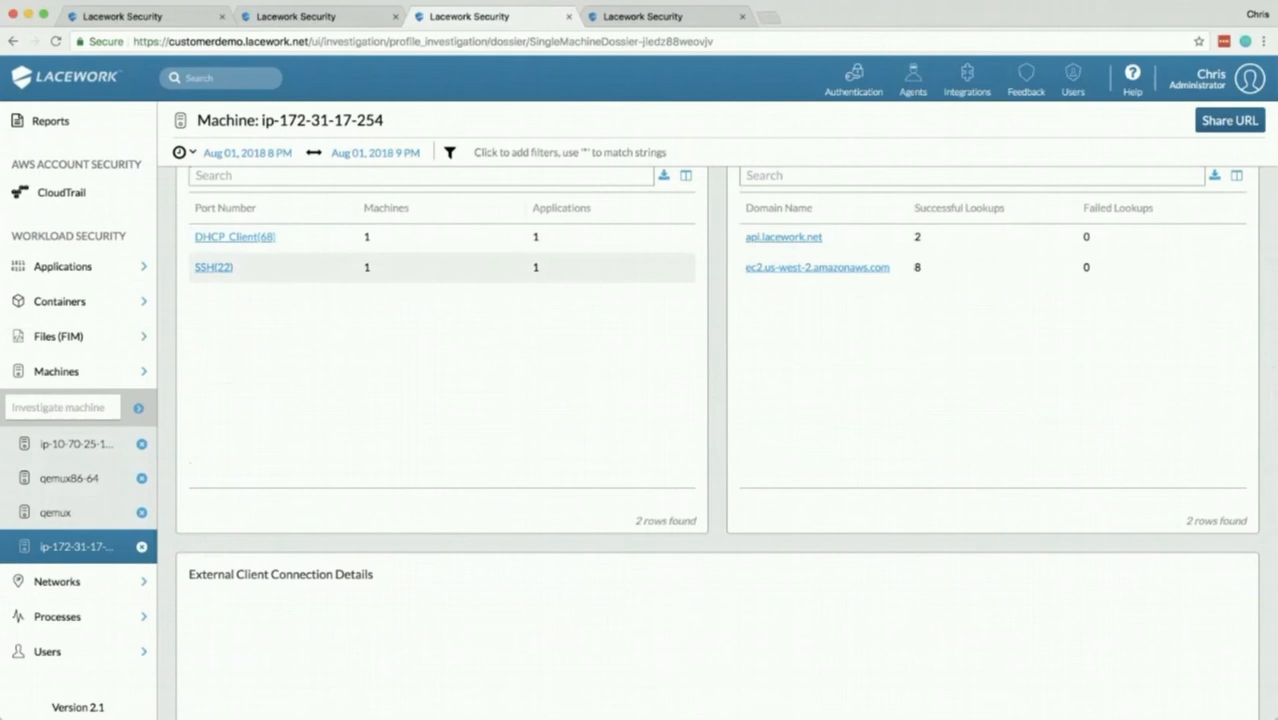 Lacework Security
Lacework Security
Lacework Security
Lacework Security
Chris
Secure
https://customerdemo.lacework.net/ui/investigation/profile_investigation/dossier/SingleMachineDossier-jledz88weovjv
LACEWORK
Search
Authentication
Agents
Integrations
Feedback
Users
?
Help
Chris
Administrator
Reports
AWS ACCOUNT SECURITY
CloudTrail
WORKLOAD SECURITY
Applications
Containers
Files (FIM)
Machines
Investigate machine
ip-10-70-25-1...
qemux86-64
qemux
ip-172-31-17-...
Networks
Processes
Users
Version 2.1
Machine: ip-172-31-17-254
Share URL
Aug 01, 2018 8 PM
Aug 01, 2018 9 PM
Click to add filters, use '*' to match strings
Search
Port Number Machines Applications
DHCP Client(68) 1 1
SSH(22) 1 1
2 rows found
Search
Domain Name Successful Lookups Failed Lookups
api.lacework.net 2 0
ec2.us-west-2.amazonaws.com 8 0
2 rows found
External Client Connection Details